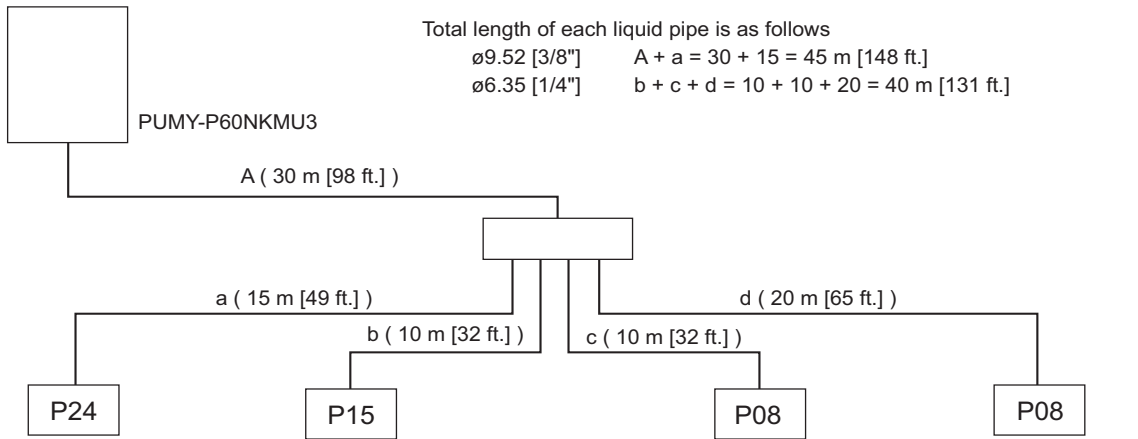 Total length of each liquid pipe is as follows
ø9.52 [3/8"] A + a = 30 + 15 = 45 m [148 ft.]
ø6.35 [1/4"] b + c + d = 10 + 10 + 20 = 40 m [131 ft.]
PUMY-P60NKMU3
A ( 30 m [98 ft.] )
a ( 15 m [49 ft.] )
d ( 20 m [65 ft.] )
b ( 10 m [32 ft.] )
c ( 10 m [32 ft.] )
P24
P15
P08
P08